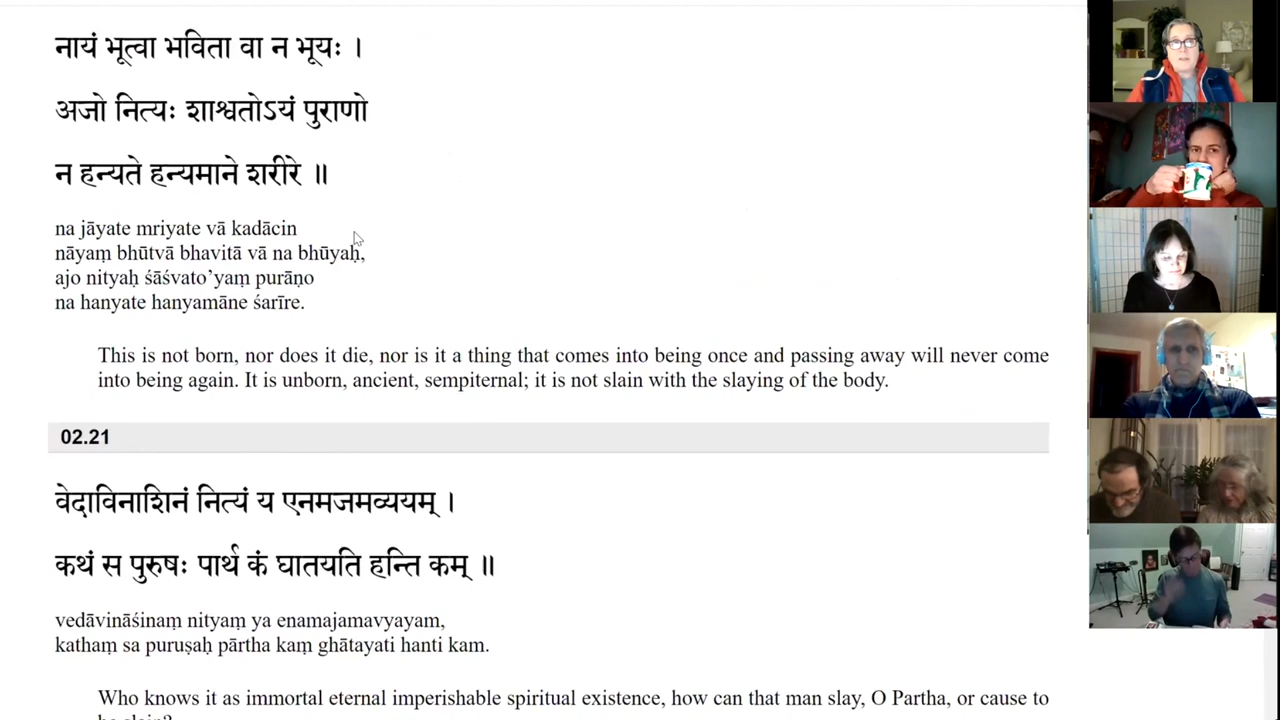 नायं भूत्वा भविता वा न भूयः ।
अजो नित्यः शाश्वतोऽयं पुराणो
न हन्यते हन्यमाने शरीरे ॥
na jāyate mriyate vā kadācin
nāyaṃ bhūtvā bhavitā vā na bhūyaḥ,
ajo nityaḥ śāśvato’yaṃ purāṇo
na hanyate hanyamāne śarīre.
This is not born, nor does it die, nor is it a thing that comes into being once and passing away will never come
into being again. It is unborn, ancient, sempiternal; it is not slain with the slaying of the body.
02.21
वेदाविनाशिनं नित्यं य एनमजमव्ययम् ।
कथं स पुरुषः पार्थ कं घातयति हन्ति कम् ॥
vedāvināśinaṃ nityaṃ ya enamajamavyayam,
kathaṃ sa puruṣaḥ pārtha kaṃ ghātayati hanti kam.
Who knows it as immortal eternal imperishable spiritual existence, how can that man slay, O Partha, or cause to